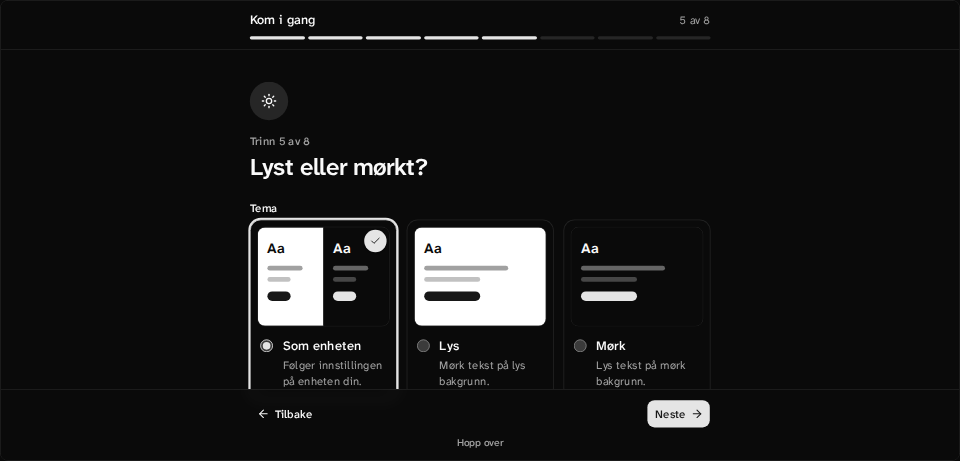 Kom i gang
5 av 8
Trinn 5 av 8
Lyst eller mørkt?
Tema
Aa
Aa
Aa
Aa
Som enheten
Følger innstillingen
på enheten din.
Lys
Mørk tekst på lys
bakgrunn.
Mørk
Lys tekst på mørk
bakgrunn.
Tilbake
Neste
Hopp over